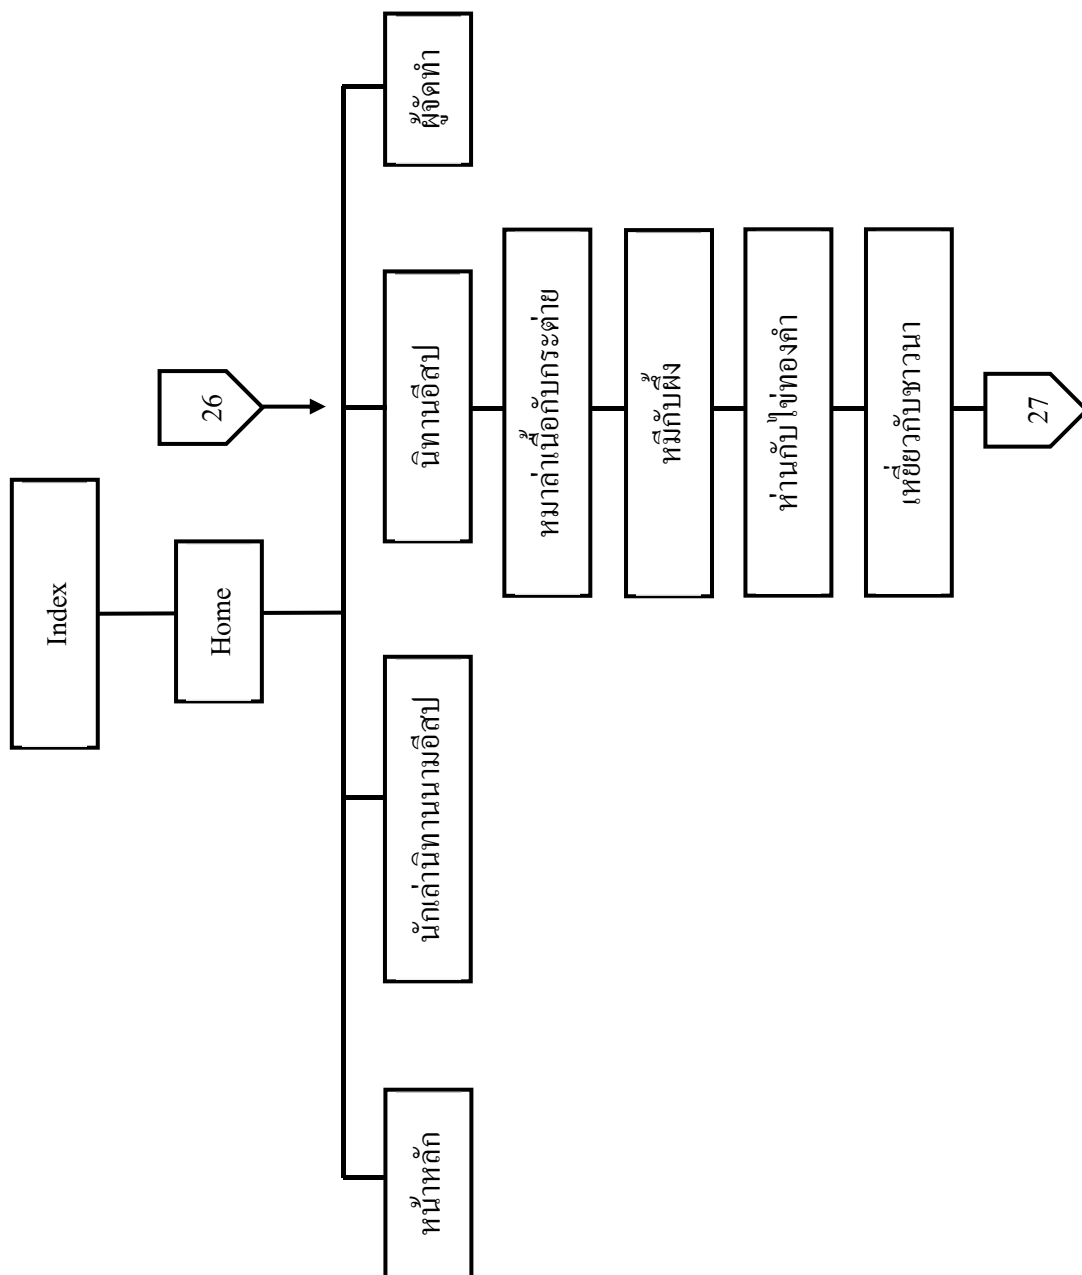 Index
Home
26
หน้าหลัก
นักเล่านิทานนามอีสป
นิทานอีสป
ผู้จัดทำ
หมาล่าเนื้อกับกระต่าย
หมีกับผึ้ง
ห่านกับไข่ทองคำ
เหยี่ยวกับชาวนา
27